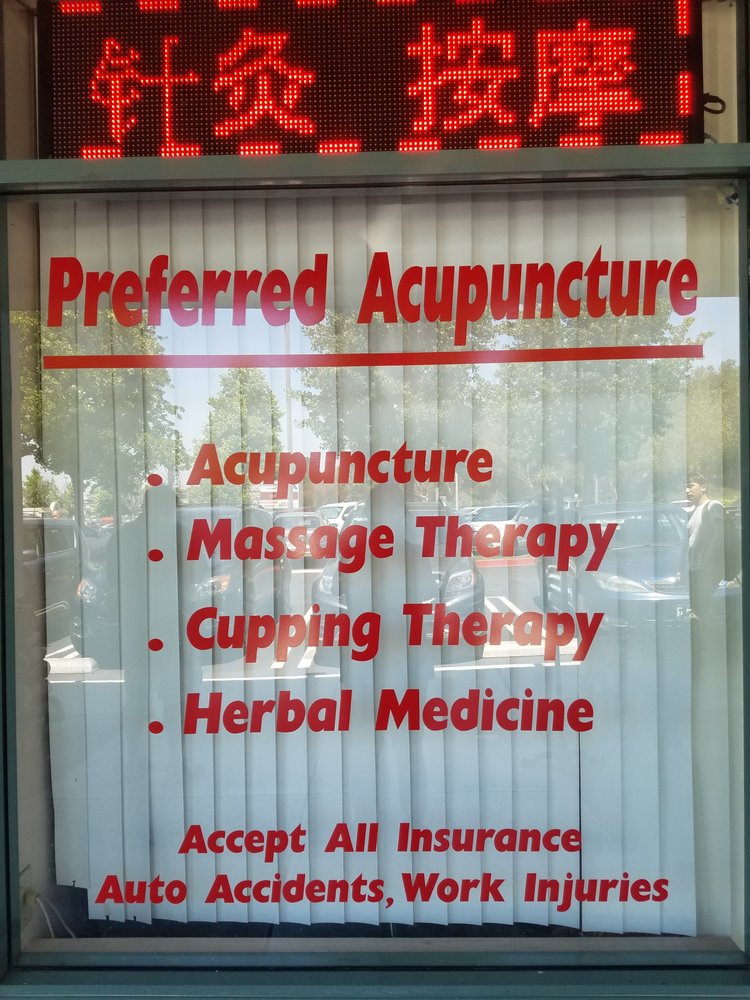 针灸 按摩
Preferred Acupuncture
. Acupuncture
. Massage Therapy
. Cupping Therapy
. Herbal Medicine
Accept All Insurance
Auto Accidents, Work Injuries